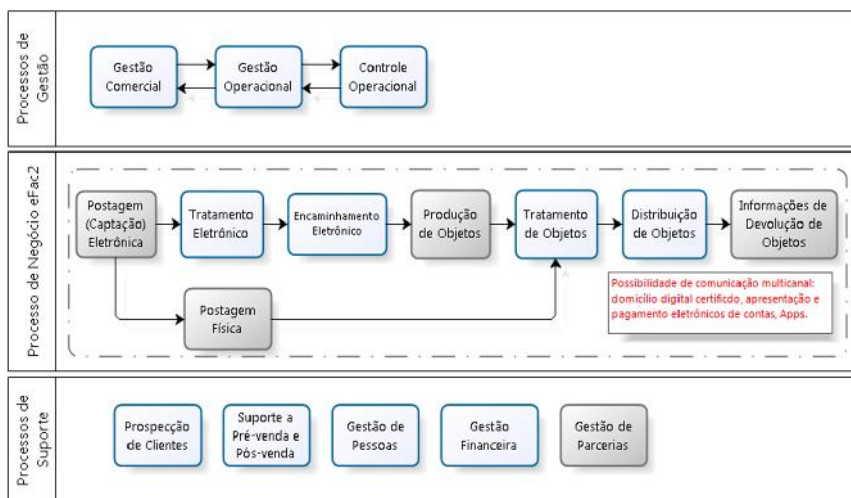 Processos de
Gestão
Gestão
Comercial
Gestão
Operacional
Controle
Operacional
Processo de Negócio eFac2
Postagem
(Captação)
Eletrônica
Tratamento
Eletrônico
Encaminhamento
Eletrônico
Produção
de Objetos
Tratamento
de Objetos
Distribuição
de Objetos
Informações de
Devolução de
Objetos
Postagem
Física
Possibilidade de comunicação multicanal:
domicílio digital certificdo, apresentação e
pagamento eletrônicos de contas, Apps.
Processos de
Suporte
Prospecção
de Clientes
Suporte a
Pré-venda e
Pós-venda
Gestão de
Pessoas
Gestão
Financeira
Gestão de
Parcerias